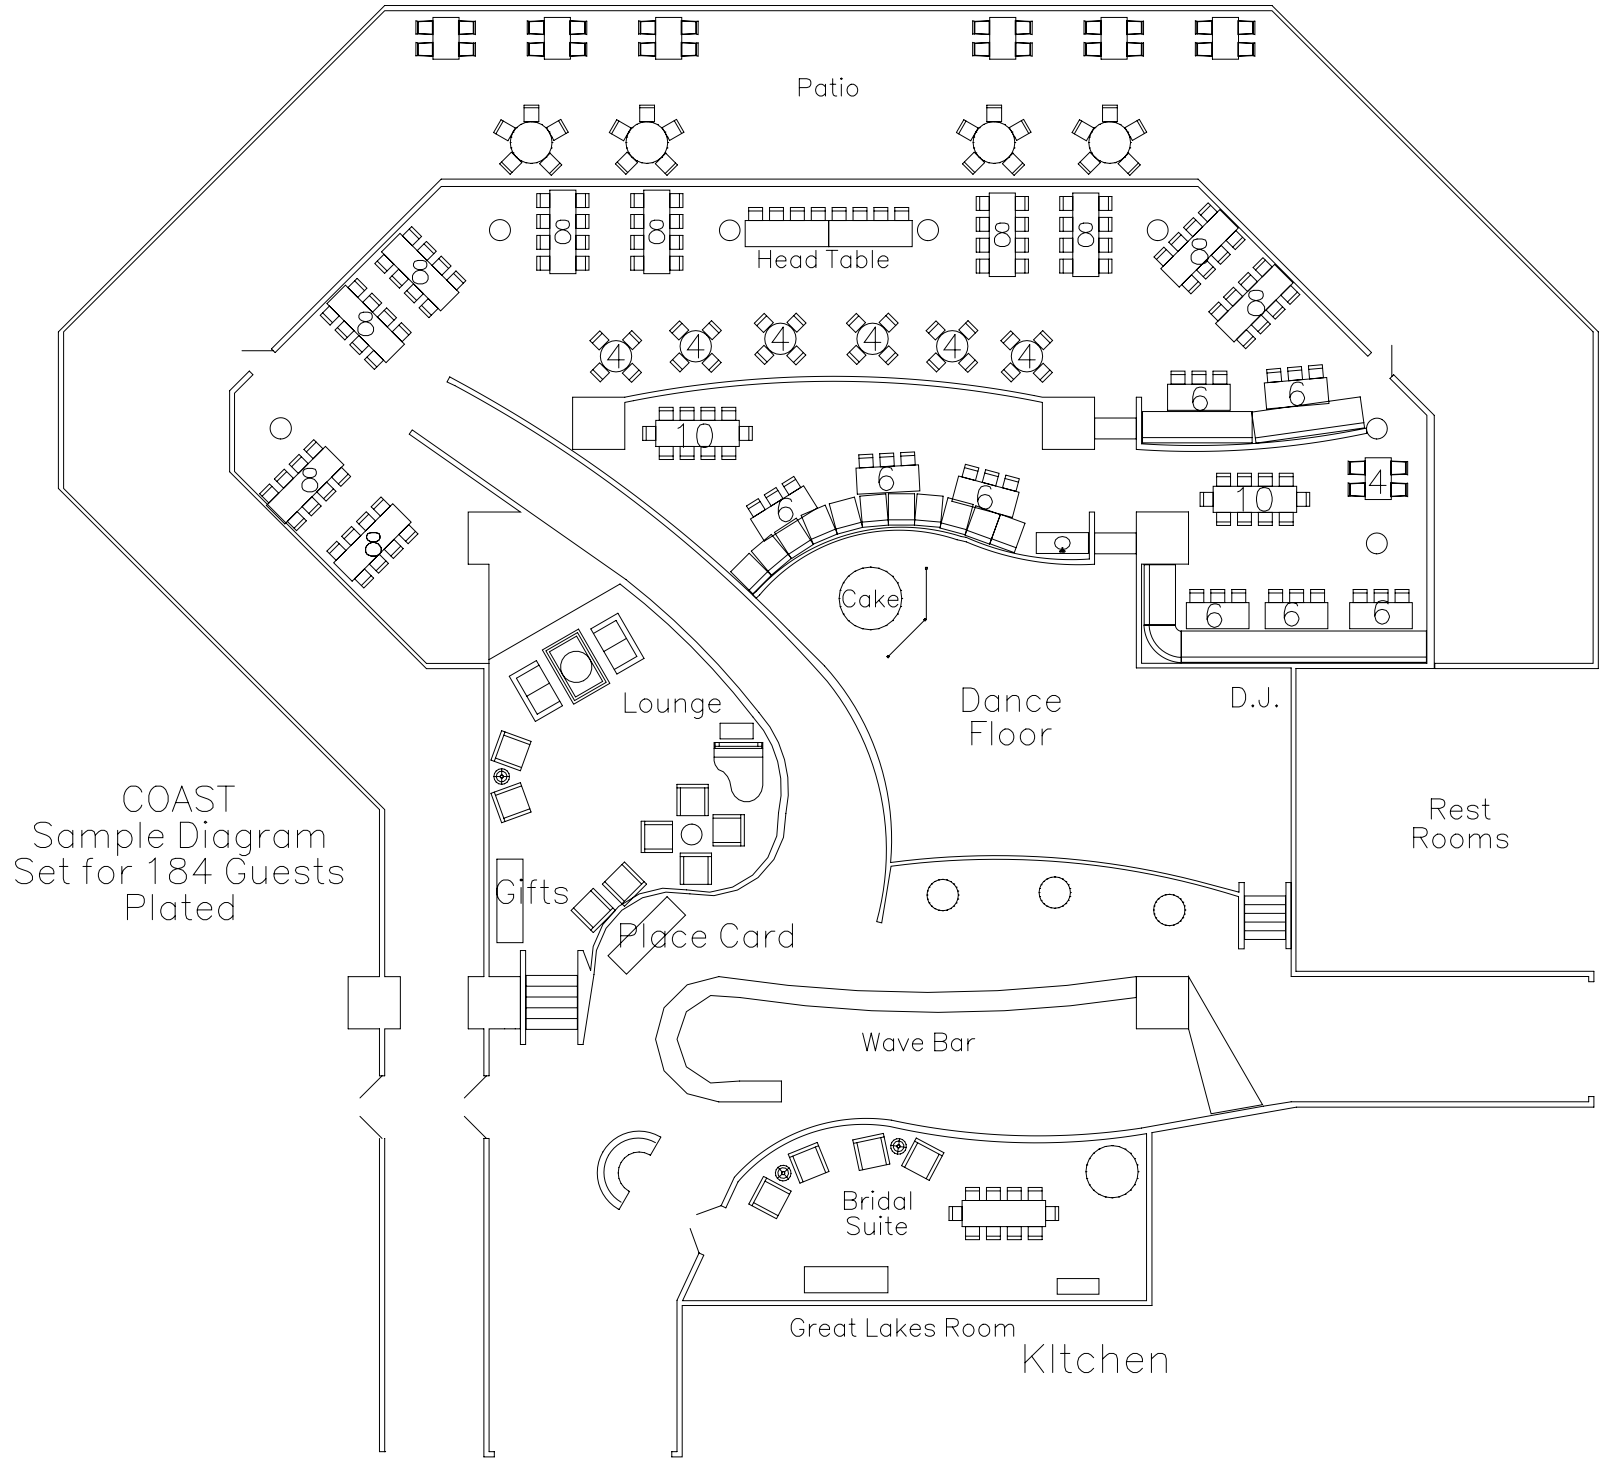 Patio
8
8
8
8
Head Table
8
8
8
8
4
4
4
4
4
4
6
6
10
8
8
6
6
6
10
4
Cake
6
6
6
Lounge
Dance
Floor
D.J.
COAST
Sample Diagram
Set for 184 Guests
Plated
Rest
Rooms
Gifts
Place Card
Wave Bar
Bridal
Suite
Great Lakes Room
KItchen